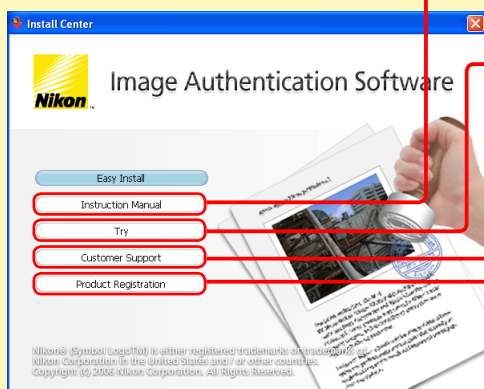 Install Center
Nikon
Image Authentication Software
Easy Install
Instruction Manual
Try
Customer Support
Product Registration
Nikon® (Symbol Logo(TM)) is either registered trademarks or trademarks of
Nikon Corporation in the United States and / or other countries.
Copyright (C) 2006 Nikon Corporation. All Rights Reserved.